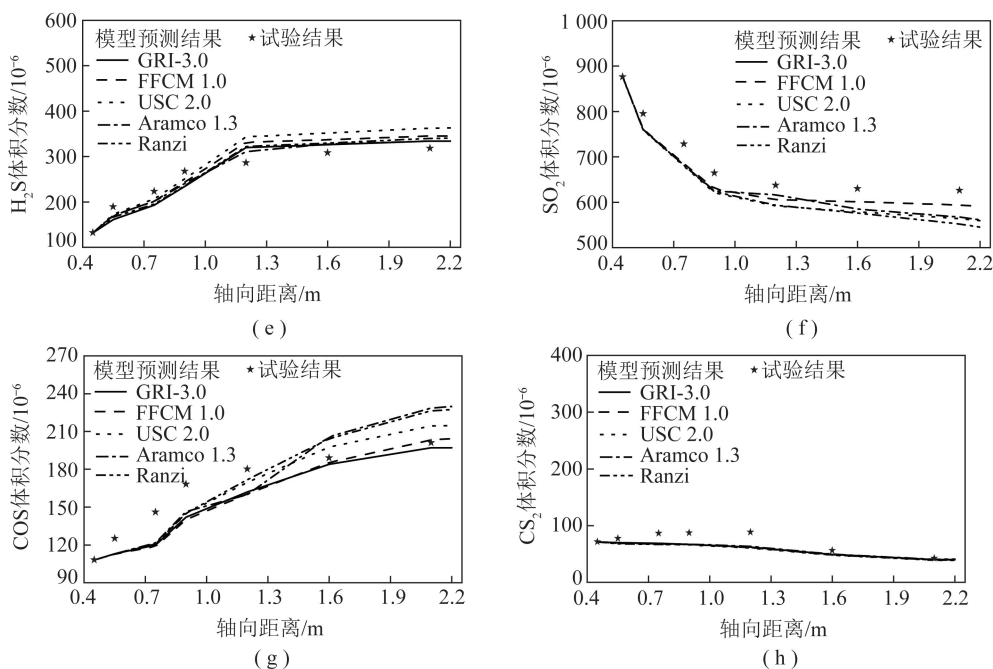 600
500
400
300
200
100
H₂S体积分数/10⁻⁶
模型预测结果 ★试验结果
GRI-3.0
FFCM 1.0
USC 2.0
Aramco 1.3
Ranzi
0.4 0.7 1.0 1.3 1.6 1.9 2.2
轴向距离/m
( e )
1 000
900
800
700
600
500
SO₂体积分数/10⁻⁶
模型预测结果 ★试验结果
GRI-3.0
FFCM 1.0
USC 2.0
Aramco 1.3
Ranzi
0.4 0.7 1.0 1.3 1.6 1.9 2.2
轴向距离/m
( f )
270
240
210
180
150
120
90
COS体积分数/10⁻⁶
模型预测结果 ★试验结果
GRI-3.0
FFCM 1.0
USC 2.0
Aramco 1.3
Ranzi
0.4 0.7 1.0 1.3 1.6 1.9 2.2
轴向距离/m
( g )
400
300
200
100
0
CS₂体积分数/10⁻⁶
模型预测结果 ★试验结果
GRI-3.0
FFCM 1.0
USC 2.0
Aramco 1.3
Ranzi
0.4 0.7 1.0 1.3 1.6 1.9 2.2
轴向距离/m
( h )